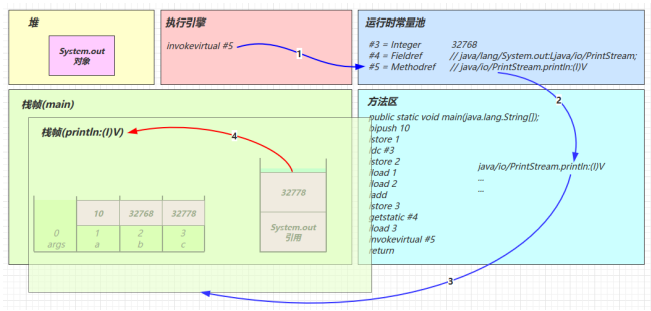 堆
System.out
对象
执行引擎
invokevirtual #5
1
运行时常量池
#3 = Integer 32768
#4 = Fieldref // java/lang/System.out:Ljava/io/PrintStream;
#5 = Methodref // java/io/PrintStream.println:(I)V
2
栈帧(main)
栈帧(println:(I)V)
4
32778
System.out
引用
10 32768 32778
0 1 2 3
args a b c
方法区
public static void main(java.lang.String[]);
bipush 10
istore 1
ldc #3
istore 2
iload 1
iload 2
iadd
istore 3
getstatic #4
iload 3
invokevirtual #5
return
java/io/PrintStream.println:(I)V
...
...
3